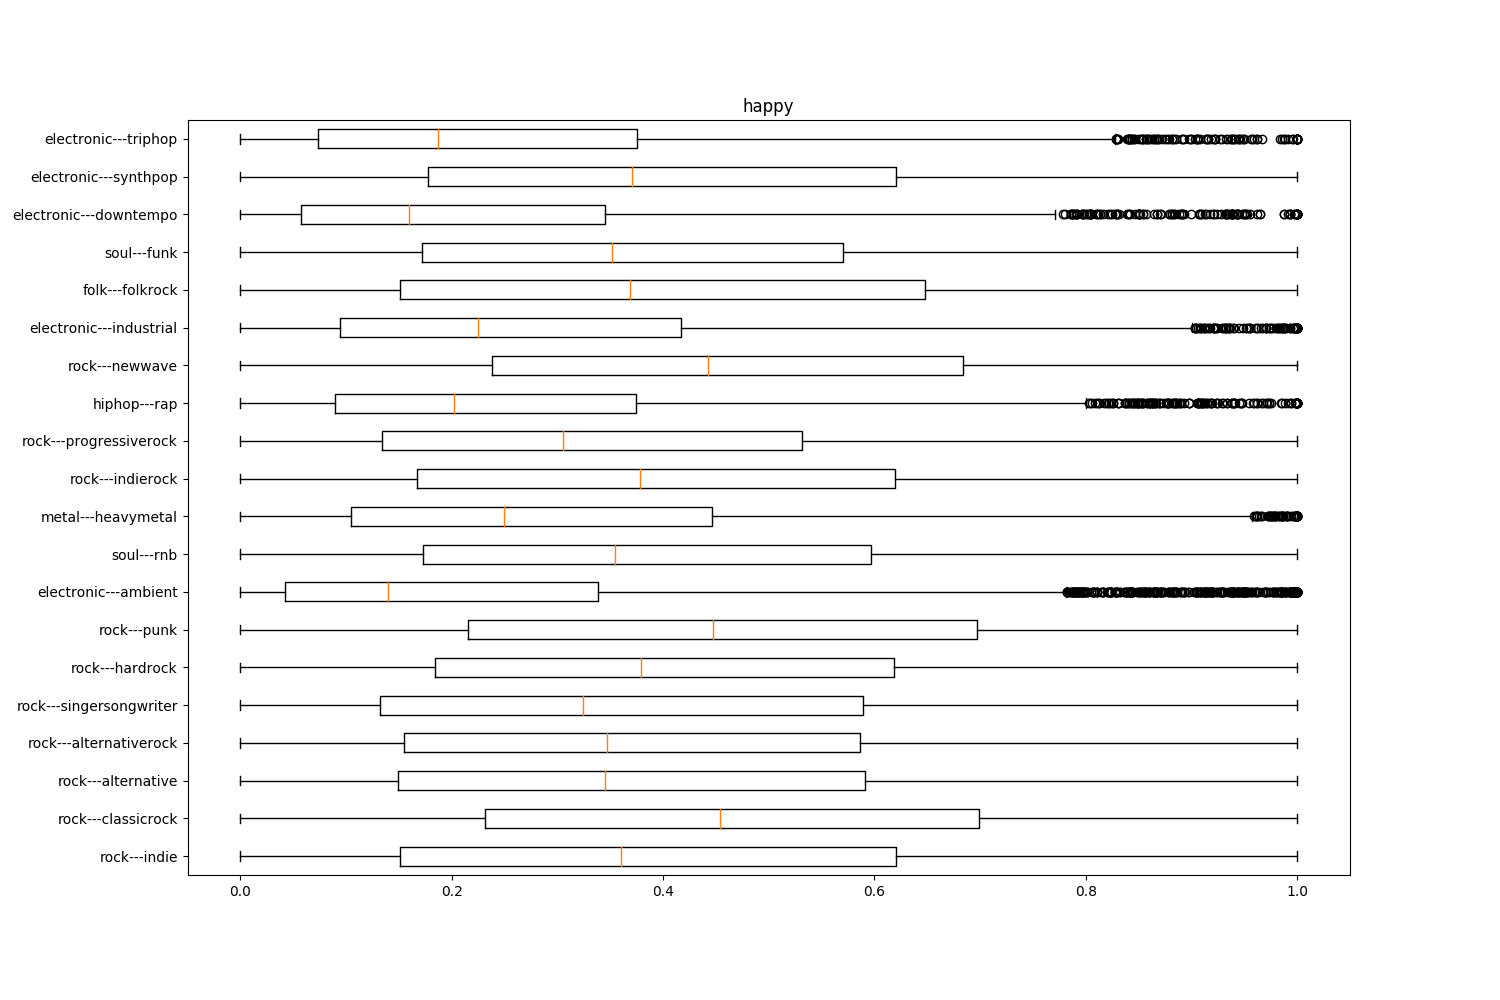 happy
electronic---triphop
electronic---synthpop
electronic---downtempo
soul---funk
folk---folkrock
electronic---industrial
rock---newwave
hiphop---rap
rock---progressiverock
rock---indierock
metal---heavymetal
soul---rnb
electronic---ambient
rock---punk
rock---hardrock
rock---singersongwriter
rock---alternativerock
rock---alternative
rock---classicrock
rock---indie
0.0 0.2 0.4 0.6 0.8 1.0